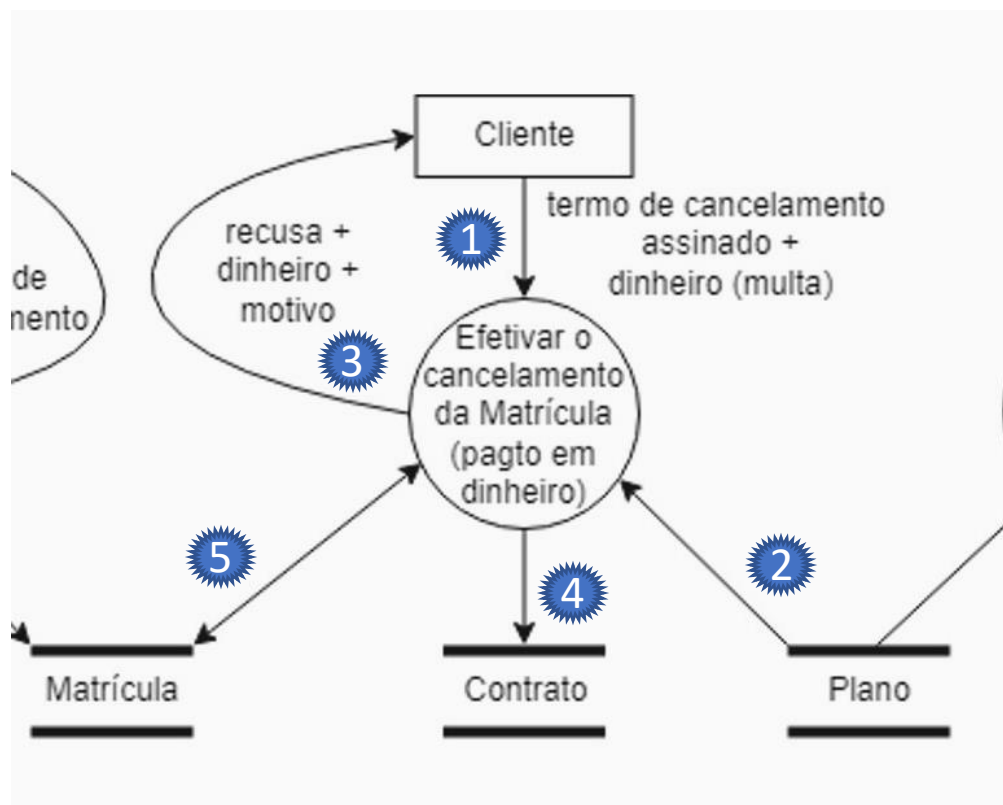 Cliente
1
termo de cancelamento
assinado +
dinheiro (multa)
recusa +
dinheiro +
motivo
3
de
Efetivar o
cancelamento
da Matrícula
(pagto em
dinheiro)
5
4
2
Matrícula
Contrato
Plano